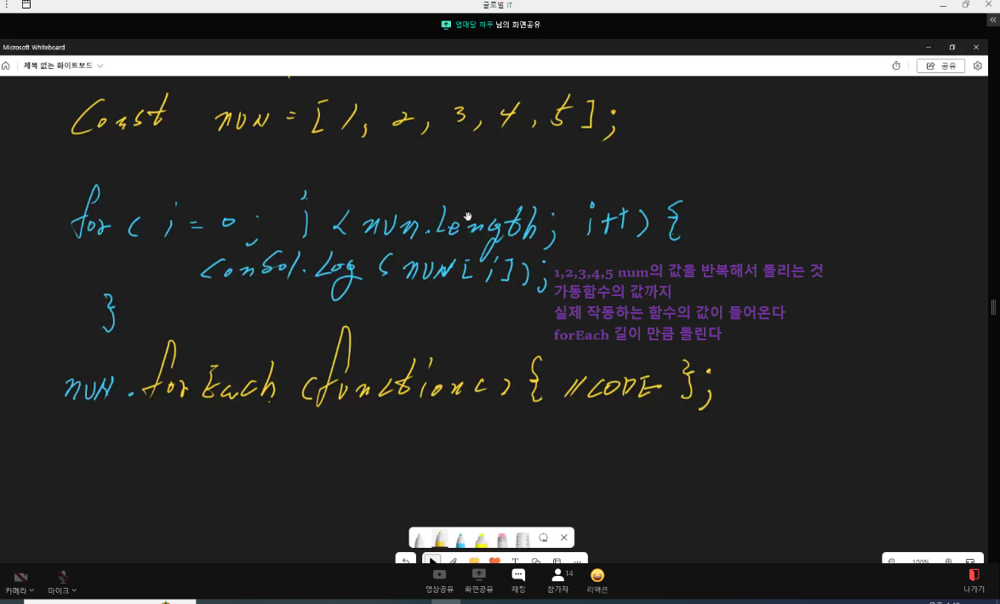 글로벌 IT
열매달 하루 님의 화면공유
Microsoft Whiteboard
제목 없는 화이트보드
공유
Const nun = [ 1, 2, 3, 4, 5 ];
for ( i = 0; i < nun.Length; i++ ) {
Consol.Log ( nun[i]);
}
1,2,3,4,5 num의 값을 반복해서 돌리는 것
가동함수의 값까지
실제 작동하는 함수의 값이 들어온다
forEach 길이 만큼 돌린다
nun.forEach (function() { //CODE };
100%
카메라
마이크
영상공유
화면공유
채팅
참가자
14
리액션
나가기